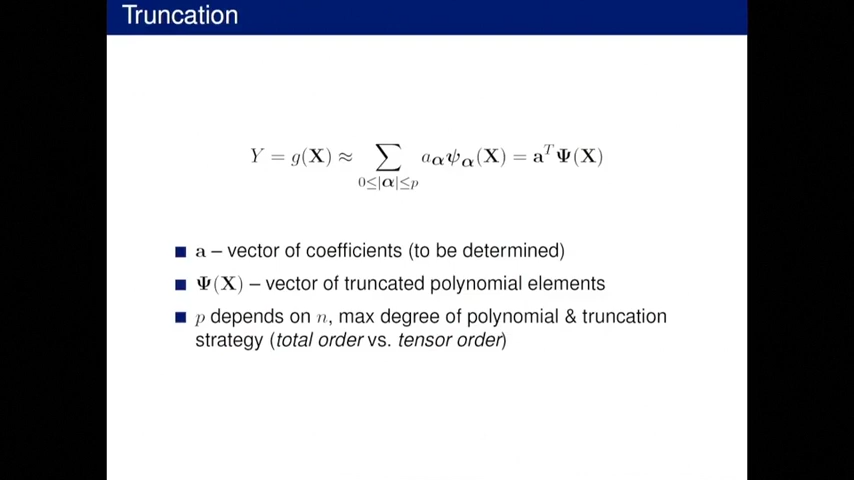 Truncation
Y = g(X) ≈ ∑ a_α ψ_α(X) = a^T Ψ(X)
0≤|α|≤p
a – vector of coefficients (to be determined)
Ψ(X) – vector of truncated polynomial elements
p depends on n, max degree of polynomial & truncation
strategy (total order vs. tensor order)